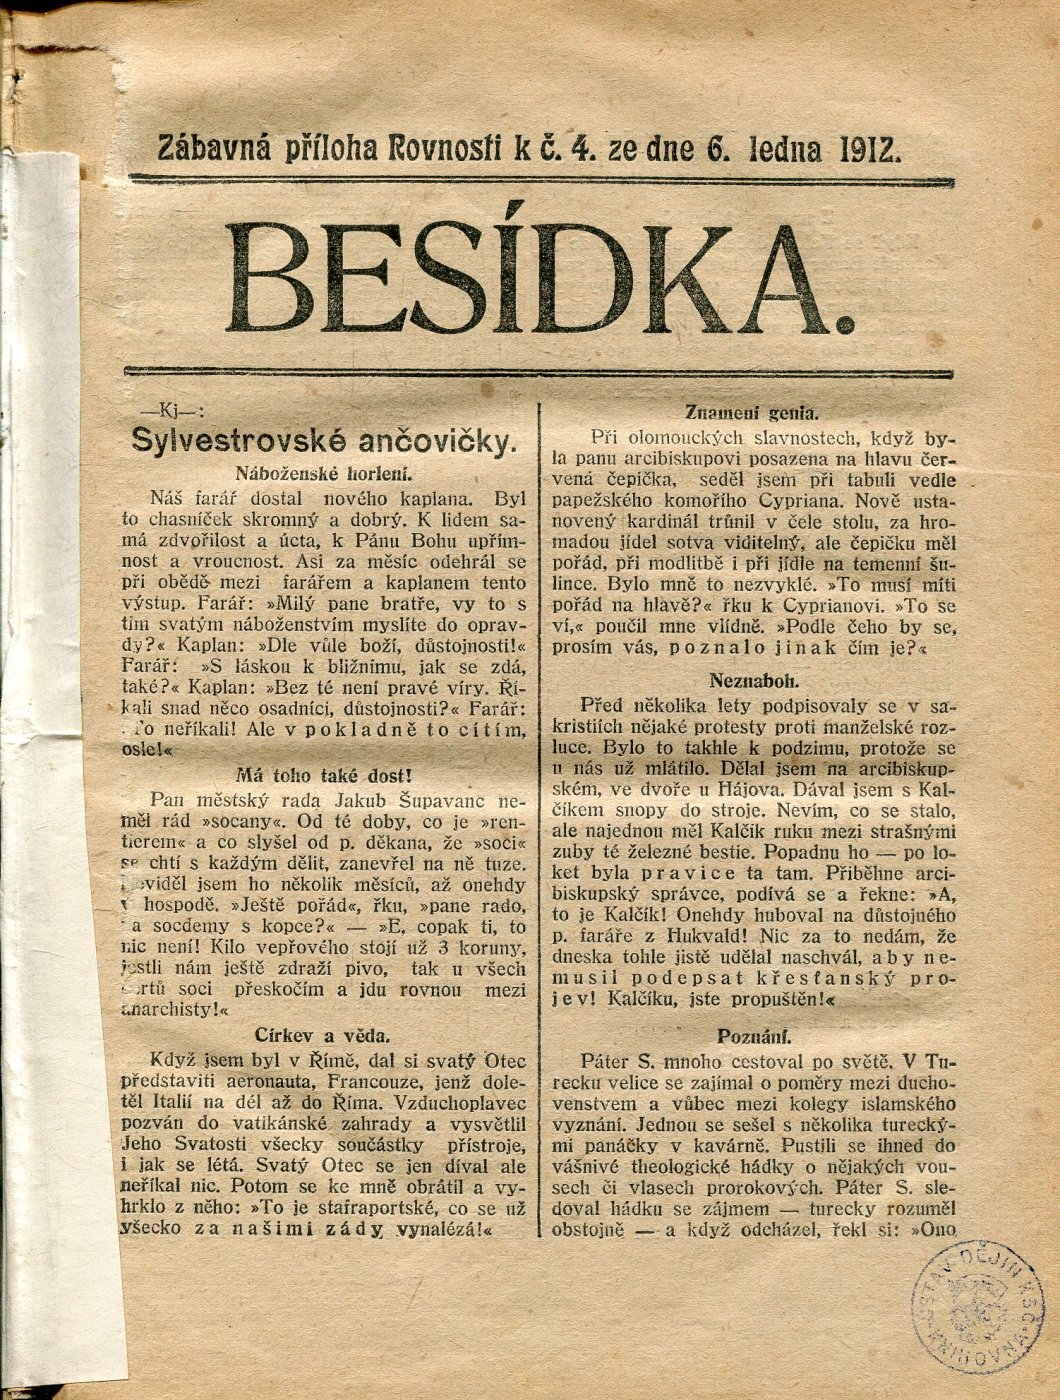 Zábavná příloha Rovnosti k č. 4. ze dne 6. ledna 1912.
BESÍDKA.
—Kj—:
Sylvestrovské ančovičky.
Náboženské horlení.
Náš farář dostal nového kaplana. Byl
to chasníček skromný a dobrý. K lidem sa-
má zdvořilost a úcta, k Pánu Bohu upřím-
nost a vroucnost. Asi za měsíc odehrál se
při obědě mezi farářem a kaplanem tento
výstup. Farář: »Milý pane bratře, vy to s
tím svatým náboženstvím myslíte do oprav-
dy?« Kaplan: »Dle vůle boží, důstojnosti!«
Farář: »S láskou k bližnímu, jak se zdá,
také?« Kaplan: »Bez té není pravé víry. Ří-
kali snad něco osadníci, důstojnosti?« Farář:
To neříkali! Ale v pokladně to cítím,
osle!«
Má toho také dost!
Pan městský rada Jakub Šupavanc ne-
měl rád »socany«. Od té doby, co je »ren-
tierem« a co slyšel od p. děkana, že »soci«
se chtí s každým dělit, zanevřel na ně tuze.
Neviděl jsem ho několik měsíců, až onehdy
v hospodě. »Ještě pořád«, řku, »pane rado,
a socdemy s kopce?« — »E, copak ti, to
nic není! Kilo vepřového stojí už 3 koruny,
jestli nám ještě zdraží pivo, tak u všech
čertů soci přeskočím a jdu rovnou mezi
anarchisty!«
Církev a věda.
Když jsem byl v Římě, dal si svatý Otec
představiti aeronauta, Francouze, jenž dole-
těl Italií na dél až do Říma. Vzduchoplavec
pozván do vatikánské zahrady a vysvětlil
Jeho Svatosti všecky součástky přístroje,
i jak se létá. Svatý Otec se jen díval ale
neříkal nic. Potom se ke mně obrátil a vy-
hrklo z něho: »To je stafraportské, co se už
všecko za našimi zády vynalézá!«
Znamení genia.
Při olomouckých slavnostech, když by-
la panu arcibiskupovi posazena na hlavu čer-
vená čepička, seděl jsem při tabuli vedle
papežského komořího Cypriana. Nově usta-
novený kardinál trůnil v čele stolu, za hro-
madou jídel sotva viditelný, ale čepičku měl
pořád, při modlitbě i při jídle na temenní šu-
lince. Bylo mně to nezvyklé. »To musí míti
pořád na hlavě?« řku k Cyprianovi. »To se
ví,« poučil mne vlídně. »Podle čeho by se,
prosím vás, poznalo jinak čím je?«
Neznaboh.
Před několika lety podpisovaly se v sa-
kristiích nějaké protesty proti manželské roz-
luce. Bylo to takhle k podzimu, protože se
u nás už mlátilo. Dělal jsem na arcibiskup-
ském, ve dvoře u Hájova. Dával jsem s Kal-
číkem snopy do stroje. Nevím, co se stalo,
ale najednou měl Kalčík ruku mezi strašnými
zuby té železné bestie. Popadnu ho — po lo-
ket byla pravice ta tam. Přiběhne arci-
biskupský správce, podívá se a řekne: »A,
to je Kalčík! Onehdy huboval na důstojného
p. faráře z Hukvald! Nic za to nedám, že
dneska tohle jistě udělal naschvál, aby ne-
musil podepsat křesťanský pro-
jev! Kalčíku, jste propuštěn!«
Poznání.
Páter S. mnoho cestoval po světě. V Tu-
recku velice se zajímal o poměry mezi ducho-
venstvem a vůbec mezi kolegy islamského
vyznání. Jednou se sešel s několika turecký-
mi panáčky v kavárně. Pustili se ihned do
vášnivé theologické hádky o nějakých vou-
sech či vlasech prorokových. Páter S. sle-
doval hádku se zájmem — turecky rozuměl
obstojně — a když odcházel, řekl si: »Ono
ÚSTAV DĚJIN KSČ
KNIHOVNA